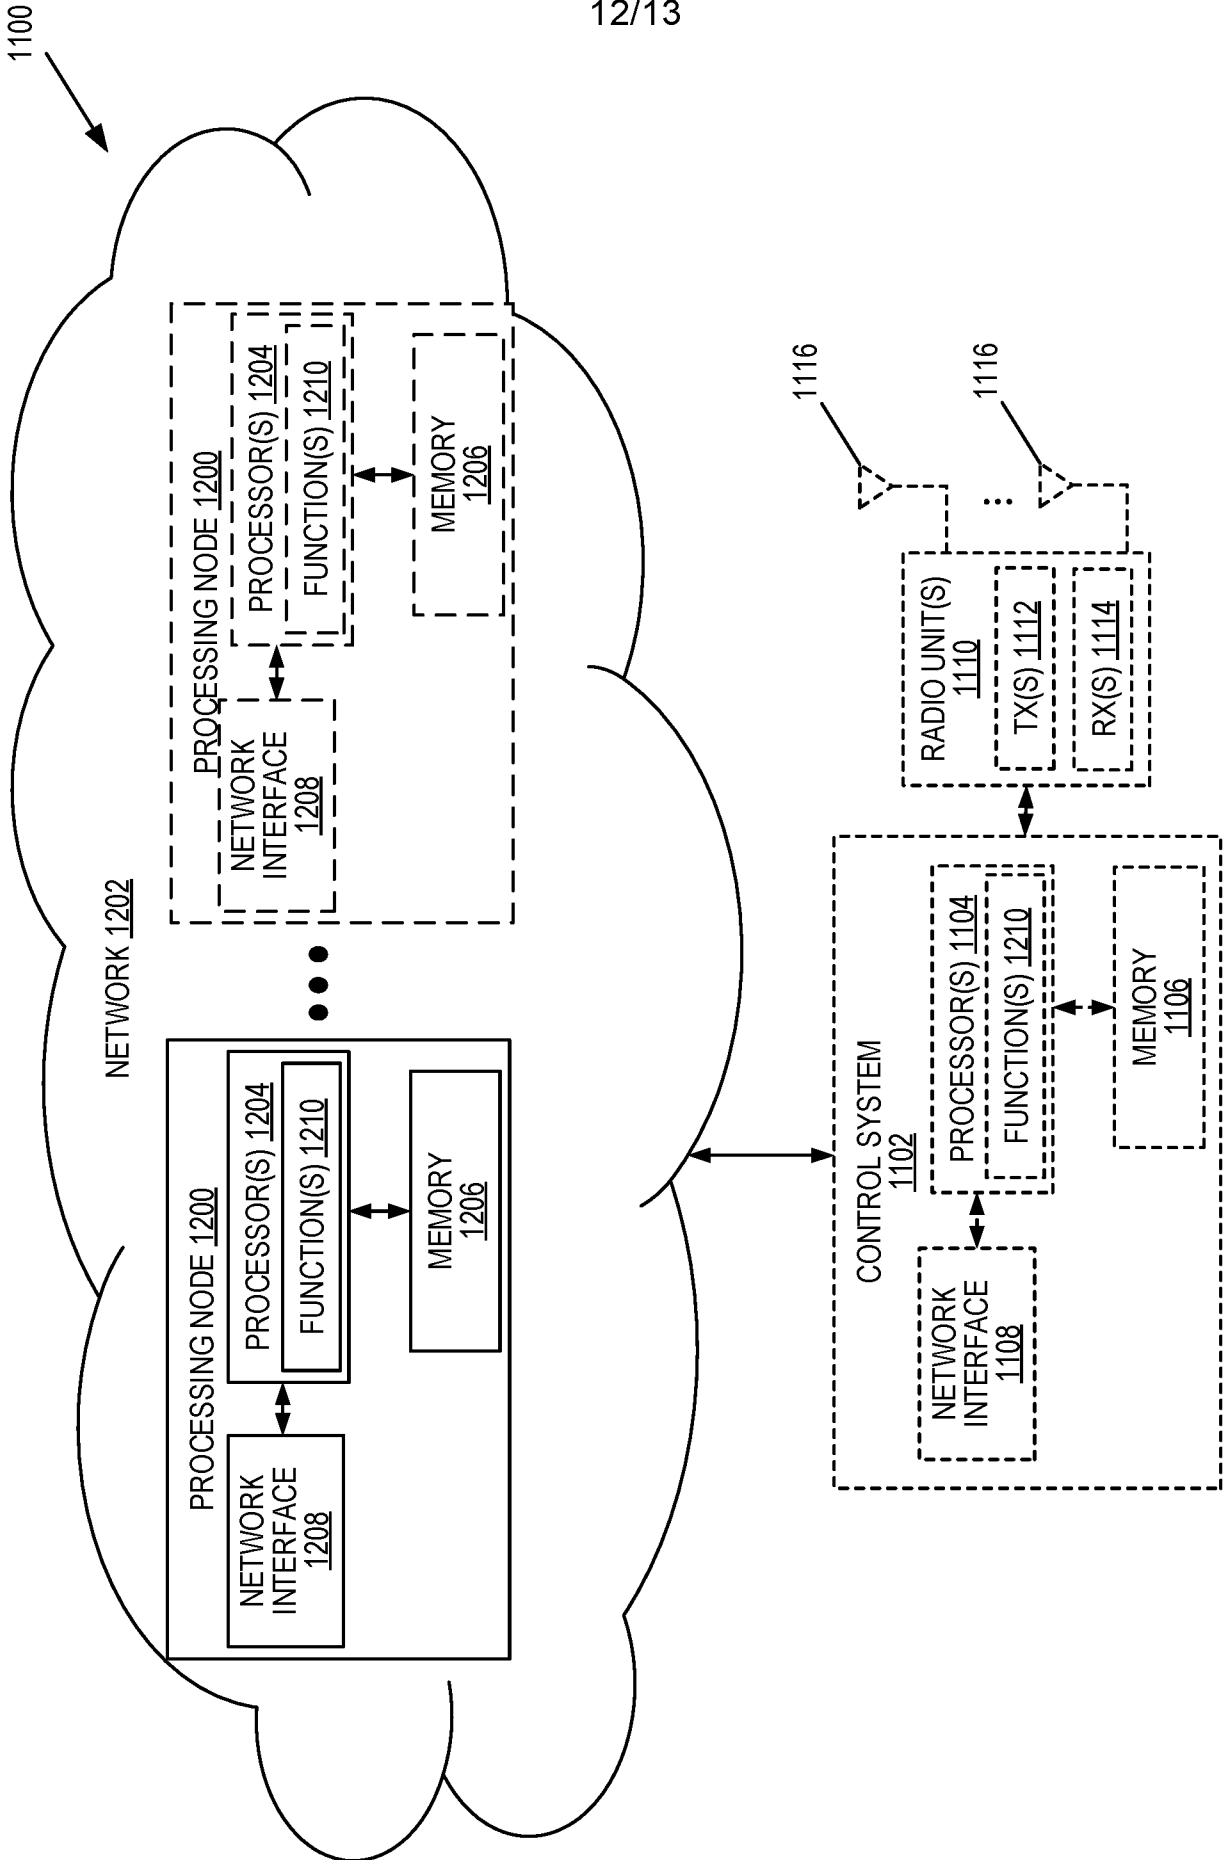 12/13
1100
NETWORK 1202
PROCESSING NODE 1200
NETWORK
INTERFACE
1208
PROCESSOR(S) 1204
FUNCTION(S) 1210
MEMORY
1206
PROCESSING NODE 1200
NETWORK
INTERFACE
1208
PROCESSOR(S) 1204
FUNCTION(S) 1210
MEMORY
1206
CONTROL SYSTEM
1102
NETWORK
INTERFACE
1108
PROCESSOR(S) 1104
FUNCTION(S) 1210
MEMORY
1106
RADIO UNIT(S)
1110
TX(S) 1112
RX(S) 1114
1116
1116